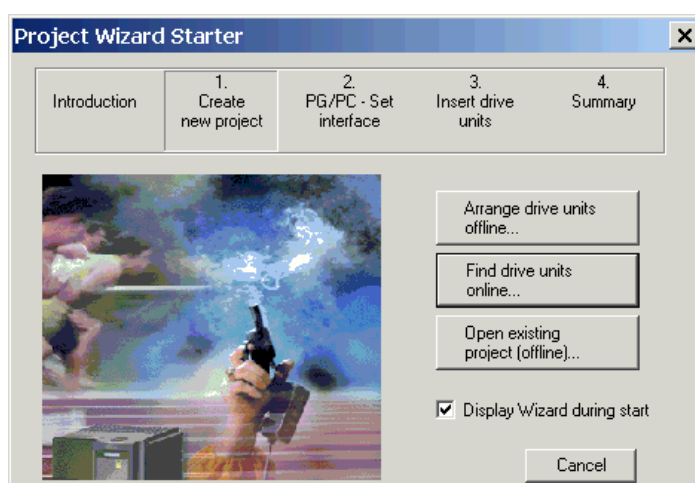 Project Wizard Starter
Introduction
1.
Create
new project
2.
PG/PC - Set
interface
3.
Insert drive
units
4.
Summary
Arrange drive units
offline...
Find drive units
online...
Open existing
project (offline)...
Display Wizard during start
Cancel